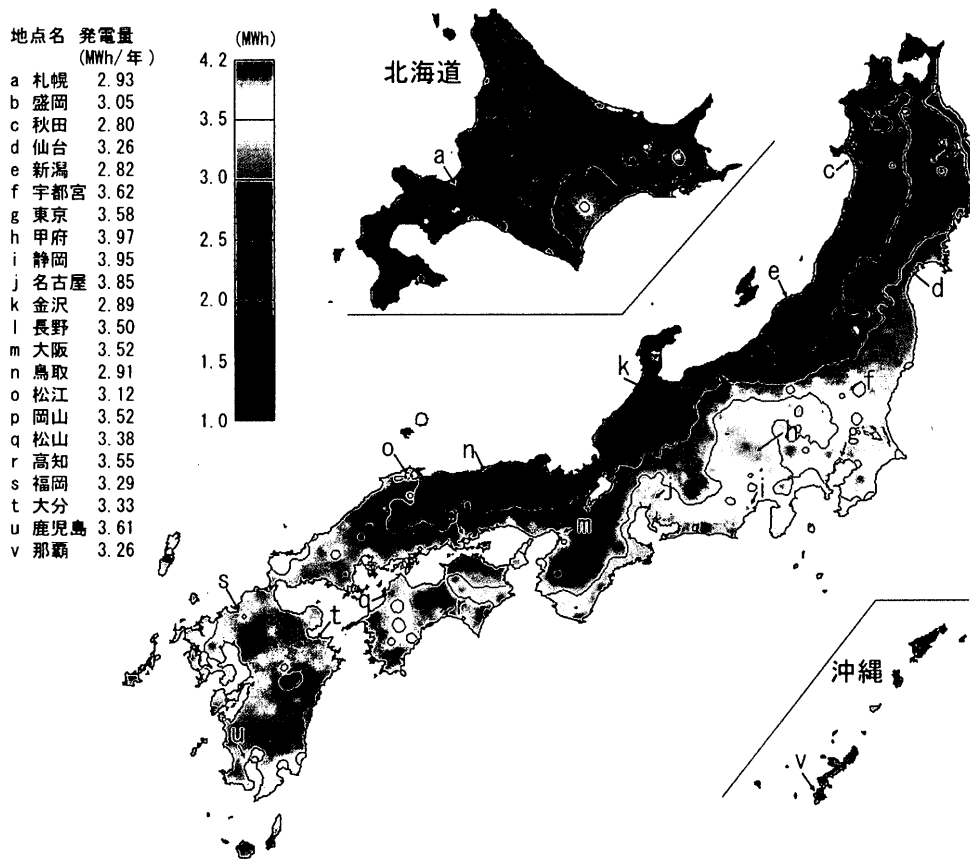 地点名 発電量
(MWh/年)
a 札幌 2.93
b 盛岡 3.05
c 秋田 2.80
d 仙台 3.26
e 新潟 2.82
f 宇都宮 3.62
g 東京 3.58
h 甲府 3.97
i 静岡 3.95
j 名古屋 3.85
k 金沢 2.89
l 長野 3.50
m 大阪 3.52
n 鳥取 2.91
o 松江 3.12
p 岡山 3.52
q 松山 3.38
r 高知 3.55
s 福岡 3.29
t 大分 3.33
u 鹿児島 3.61
v 那覇 3.26
(MWh)
4.2
3.5
3.0
2.5
2.0
1.5
1.0
北海道
a
c
e
d
k
f
h
g
o
n
j
i
m
s
q
r
t
u
沖縄
v